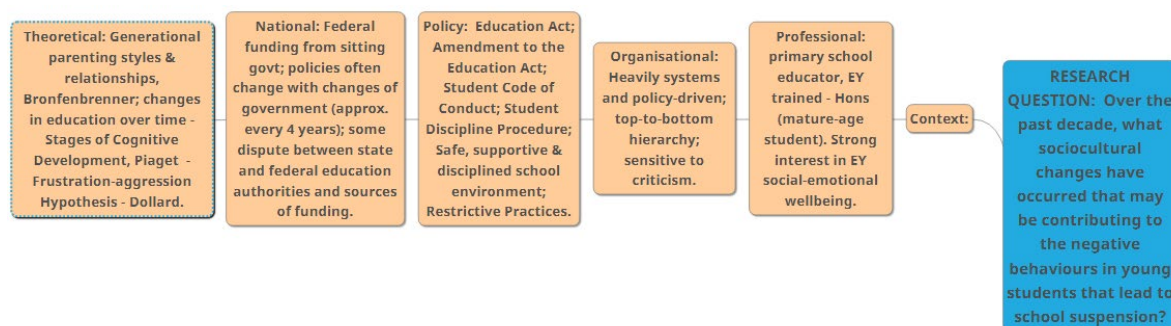 Theoretical: Generational
parenting styles &
relationships,
Bronfenbrenner; changes
in education over time -
Stages of Cognitive
Development, Piaget -
Frustration-aggression
Hypothesis - Dollard.
National: Federal
funding from sitting
govt; policies often
change with changes of
government (approx.
every 4 years); some
dispute between state
and federal education
authorities and sources
of funding.
Policy: Education Act;
Amendment to the
Education Act;
Student Code of
Conduct; Student
Discipline Procedure;
Safe, supportive &
disciplined school
environment;
Restrictive Practices.
Organisational:
Heavily systems
and policy-driven;
top-to-bottom
hierarchy;
sensitive to
criticism.
Professional:
primary school
educator, EY
trained - Hons
(mature-age
student). Strong
interest in EY
social-emotional
wellbeing.
Context:
RESEARCH
QUESTION: Over the
past decade, what
sociocultural
changes have
occurred that may
be contributing to
the negative
behaviours in young
students that lead to
school suspension?